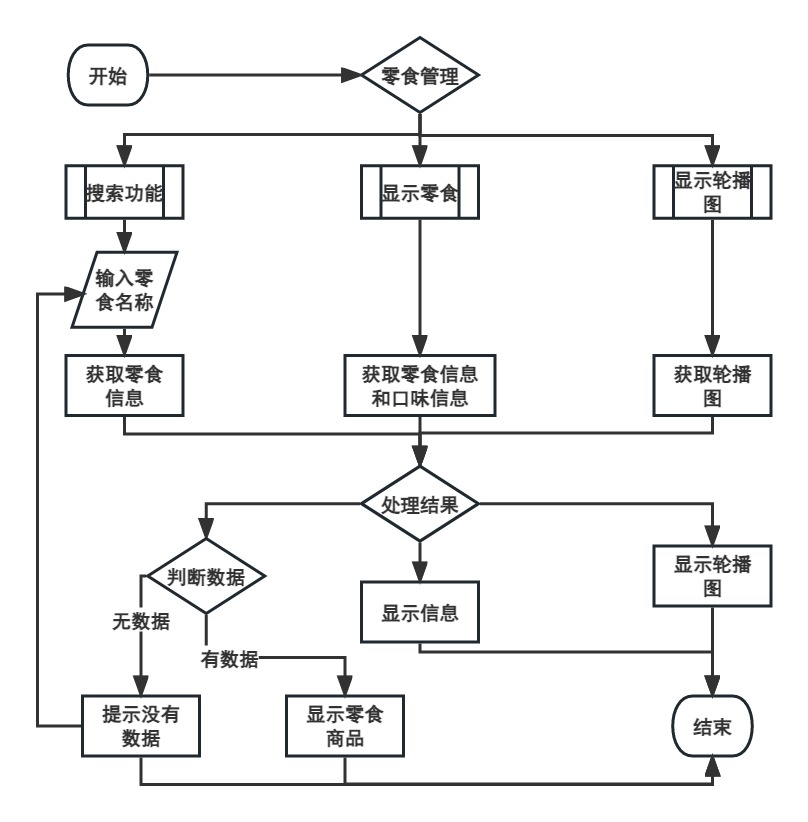 开始
零食管理
搜索功能
显示零食
显示轮播
图
输入零
食名称
获取零食
信息
获取零食信息
和口味信息
获取轮播
图
处理结果
判断数据
显示轮播
图
显示信息
无数据
有数据
提示没有
数据
显示零食
商品
结束